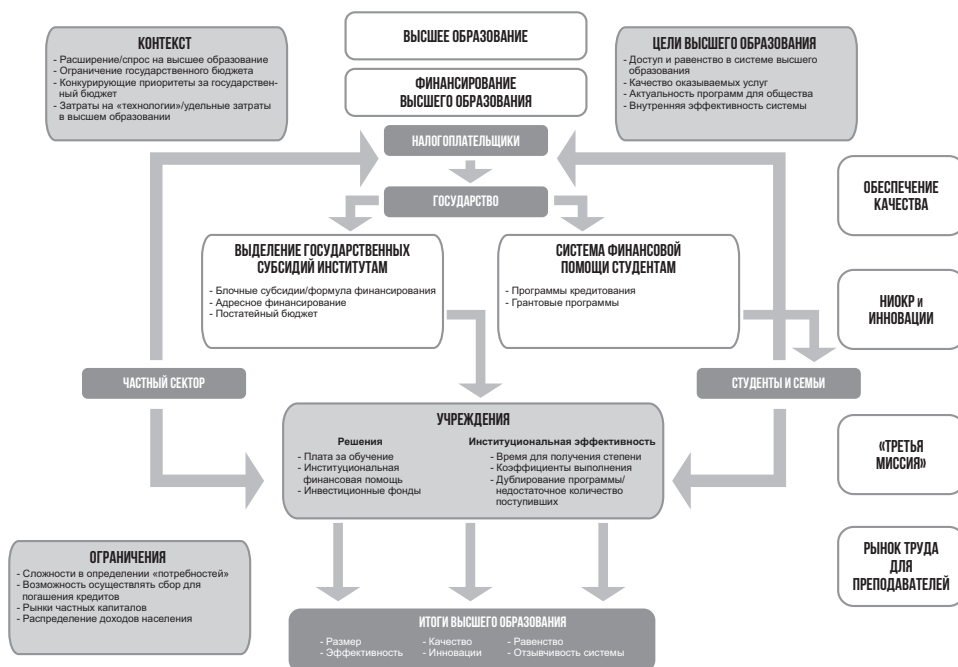 ВЫСШЕЕ ОБРАЗОВАНИЕ
КОНТЕКСТ
- Расширение/спрос на высшее образование
- Ограничение государственного бюджета
- Конкурирующие приоритеты за государствен-
ный бюджет
- Затраты на «технологии»/удельные затраты
в высшем образовании
ФИНАНСИРОВАНИЕ
ВЫСШЕГО ОБРАЗОВАНИЯ
ЦЕЛИ ВЫСШЕГО ОБРАЗОВАНИЯ
- Доступ и равенство в системе высшего
образования
- Качество оказываемых услуг
- Актуальность программ для общества
- Внутренняя эффективность системы
НАЛОГОПЛАТЕЛЬЩИКИ
ГОСУДАРСТВО
ОБЕСПЕЧЕНИЕ
КАЧЕСТВА
ВЫДЕЛЕНИЕ ГОСУДАРСТВЕННЫХ
СУБСИДИЙ ИНСТИТУТАМ
- Блочные субсидии/формула финансирования
- Адресное финансирование
- Постатейный бюджет
СИСТЕМА ФИНАНСОВОЙ
ПОМОЩИ СТУДЕНТАМ
- Программы кредитования
- Грантовые программы
НИОКР и
ИННОВАЦИИ
ЧАСТНЫЙ СЕКТОР
СТУДЕНТЫ И СЕМЬИ
УЧРЕЖДЕНИЯ
Решения
- Плата за обучение
- Институциональная
финансовая помощь
- Инвестиционные фонды
Институциональная эффективность
- Время для получения степени
- Коэффициенты выполнения
- Дублирование программы/
недостаточное количество
поступивших
«ТРЕТЬЯ
МИССИЯ»
ОГРАНИЧЕНИЯ
- Сложности в определении «потребностей»
- Возможность осуществлять сбор для
погашения кредитов
- Рынки частных капиталов
- Распределение доходов населения
РЫНОК ТРУДА
ДЛЯ
ПРЕПОДАВАТЕЛЕЙ
ИТОГИ ВЫСШЕГО ОБРАЗОВАНИЯ
- Размер
- Эффективность
- Качество
- Инновации
- Равенство
- Отзывчивость системы